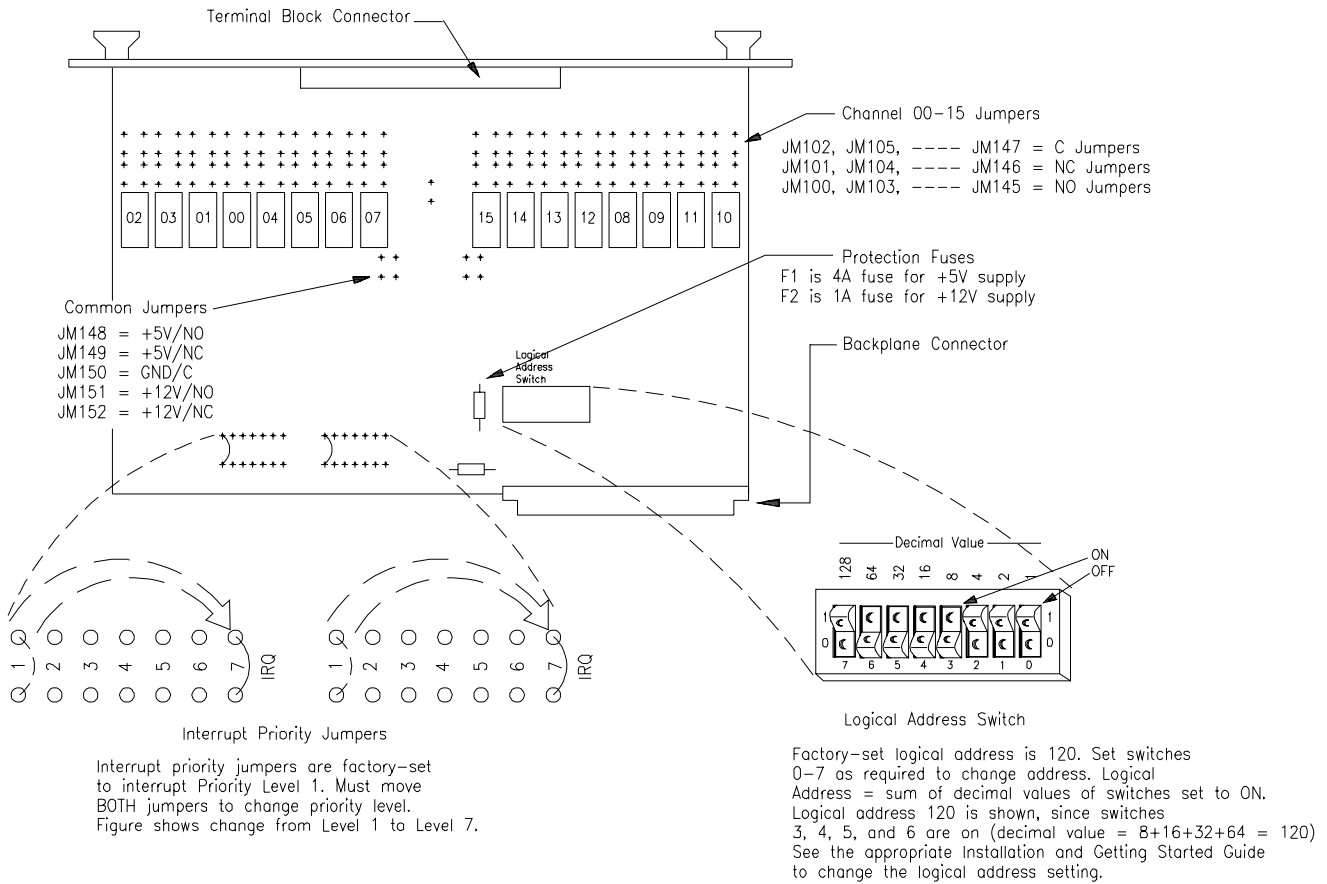 Terminal Block Connector
Channel 00-15 Jumpers
JM102, JM105, ---- JM147 = C Jumpers
JM101, JM104, ---- JM146 = NC Jumpers
JM100, JM103, ---- JM145 = NO Jumpers
02 03 01 00 04 05 06 07 15 14 13 12 08 09 11 10
Protection Fuses
F1 is 4A fuse for +5V supply
F2 is 1A fuse for +12V supply
Common Jumpers
JM148 = +5V/NO
JM149 = +5V/NC
JM150 = GND/C
JM151 = +12V/NO
JM152 = +12V/NC
Logical
Address
Switch
Backplane Connector
Decimal Value
128 64 32 16 8 4 2 1
ON
OFF
1 1
0 0
7 6 5 4 3 2 1 0
1 2 3 4 5 6 7 IRQ
1 2 3 4 5 6 7 IRQ
Interrupt Priority Jumpers
Interrupt priority jumpers are factory-set
to interrupt Priority Level 1. Must move
BOTH jumpers to change priority level.
Figure shows change from Level 1 to Level 7.
Logical Address Switch
Factory-set logical address is 120. Set switches
0-7 as required to change address. Logical
Address = sum of decimal values of switches set to ON.
Logical address 120 is shown, since switches
3, 4, 5, and 6 are on (decimal value = 8+16+32+64 = 120)
See the appropriate Installation and Getting Started Guide
to change the logical address setting.